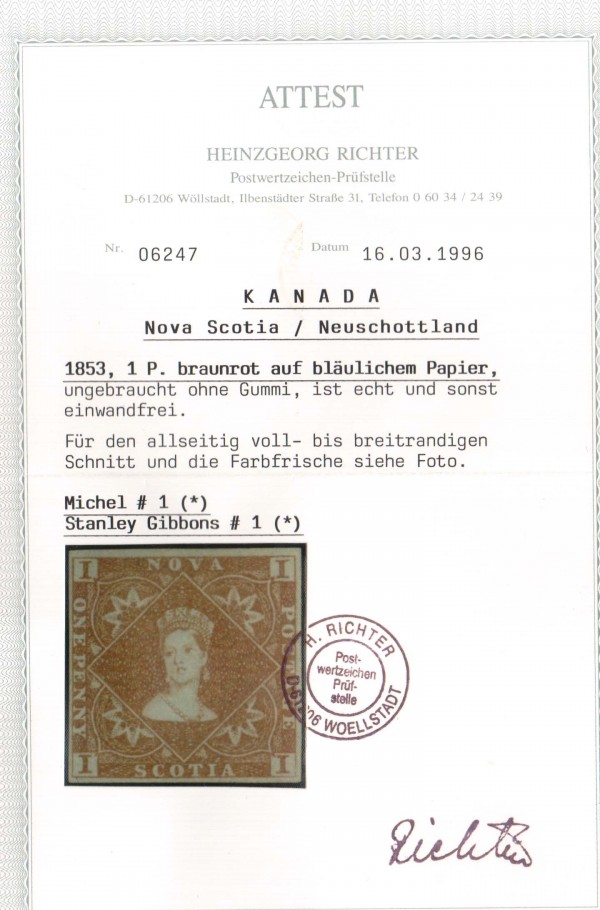 ATTEST
HEINZGEORG RICHTER
Postwertzeichen-Prüfstelle
D-61206 Wöllstadt, Ilbenstädter Straße 31, Telefon 0 60 34 / 24 39
Nr. 06247 Datum 16.03.1996
KANADA
Nova Scotia / Neuschottland
1853, 1 P. braunrot auf bläulichem Papier,
ungebraucht ohne Gummi, ist echt und sonst
einwandfrei.
Für den allseitig voll- bis breitrandigen
Schnitt und die Farbfrische siehe Foto.
Michel # 1 (*)
Stanley Gibbons # 1 (*)
I NOVA I
ONE PENNY
I SCOTIA I
H. RICHTER
Post-
wertzeichen
Prüf-
stelle
WOELLSTADT
Richter